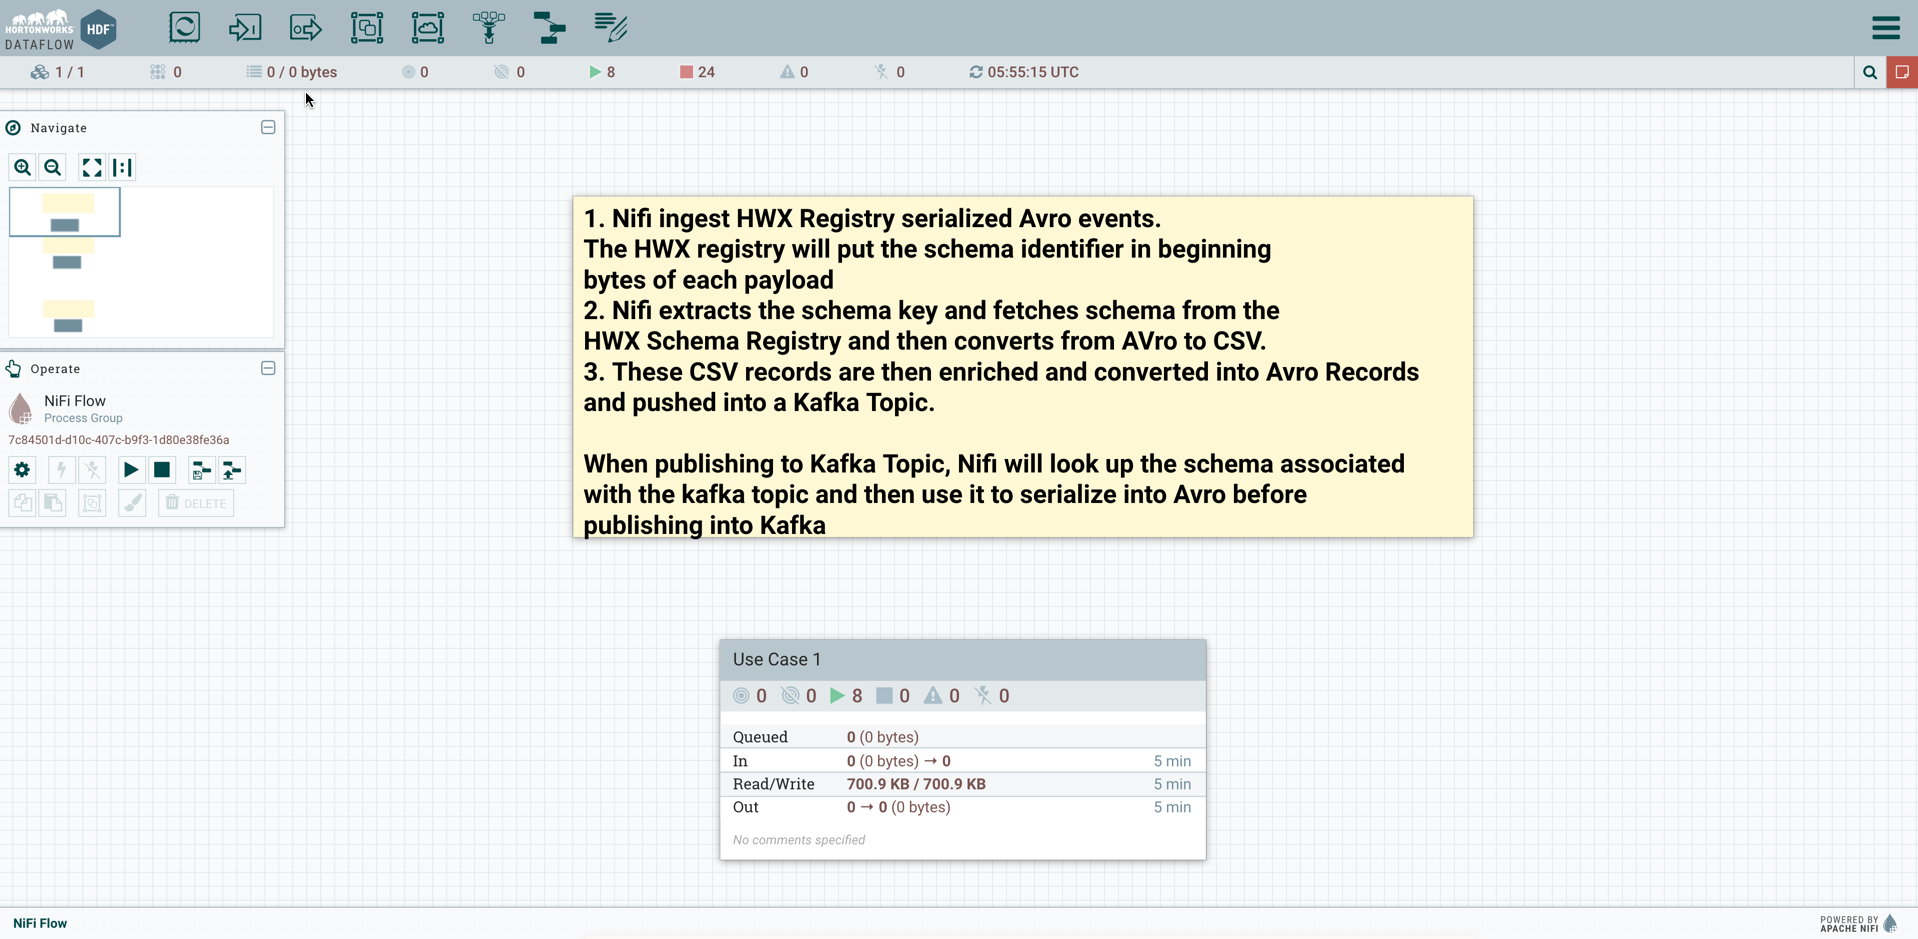 HORTONWORKS
DATAFLOW
HDF™
1 / 1
0
0 / 0 bytes
0
0
8
24
0
0
05:55:15 UTC
Navigate
Operate
NiFi Flow
Process Group
7c84501d-d10c-407c-b9f3-1d80e38fe36a
DELETE
1. Nifi ingest HWX Registry serialized Avro events.
The HWX registry will put the schema identifier in beginning
bytes of each payload
2. Nifi extracts the schema key and fetches schema from the
HWX Schema Registry and then converts from AVro to CSV.
3. These CSV records are then enriched and converted into Avro Records
and pushed into a Kafka Topic.
When publishing to Kafka Topic, Nifi will look up the schema associated
with the kafka topic and then use it to serialize into Avro before
publishing into Kafka
Use Case 1
0 0 8 0 0 0
Queued 0 (0 bytes)
In 0 (0 bytes) → 0 5 min
Read/Write 700.9 KB / 700.9 KB 5 min
Out 0 → 0 (0 bytes) 5 min
No comments specified
NiFi Flow
POWERED BY
APACHE NIFI